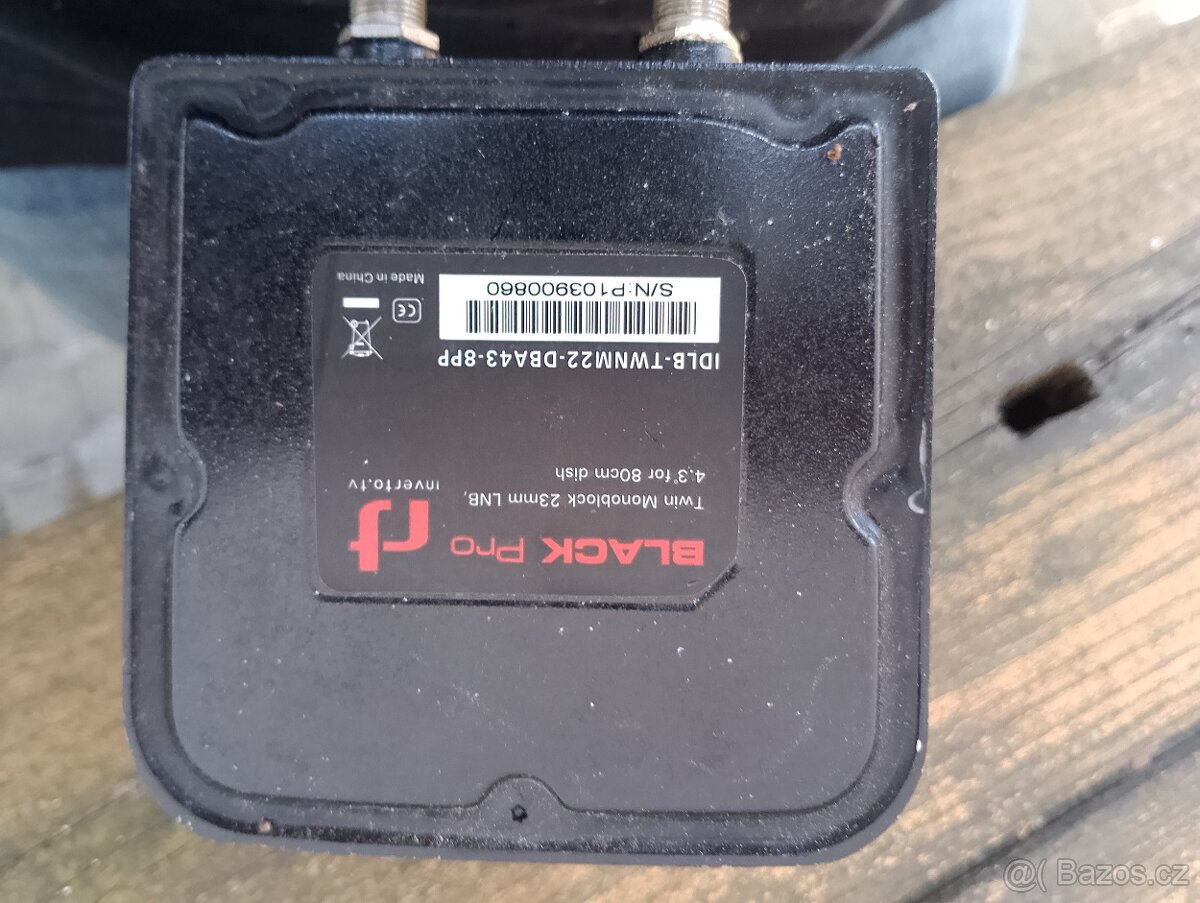 BLACK Pro
inverto.tv
Twin Monoblock 23mm LNB,
4.3° for 80cm dish
IDLB-TWNM22-DBA43-8PP
S/N:P103900860
CE
Made in China
@( Bazos.cz